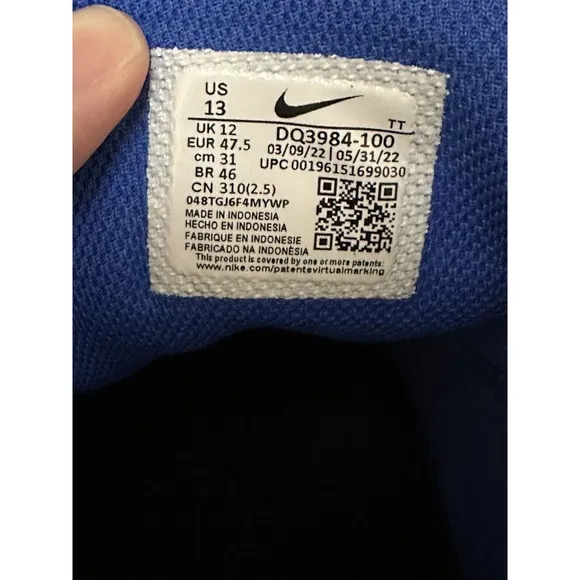 US
13
TT
UK 12
EUR 47.5
cm 31
BR 46
CN 310(2.5)
DQ3984-100
03/09/22 | 05/31/22
UPC 00196151699030
048TGJ6F4MYWP
MADE IN INDONESIA
HECHO EN INDONESIA
FABRIQUE EN INDONESIE
FABRICADO NA INDONÉSIA
This product is covered by one or more patents:
www.nike.com/patentsvirtualmarking